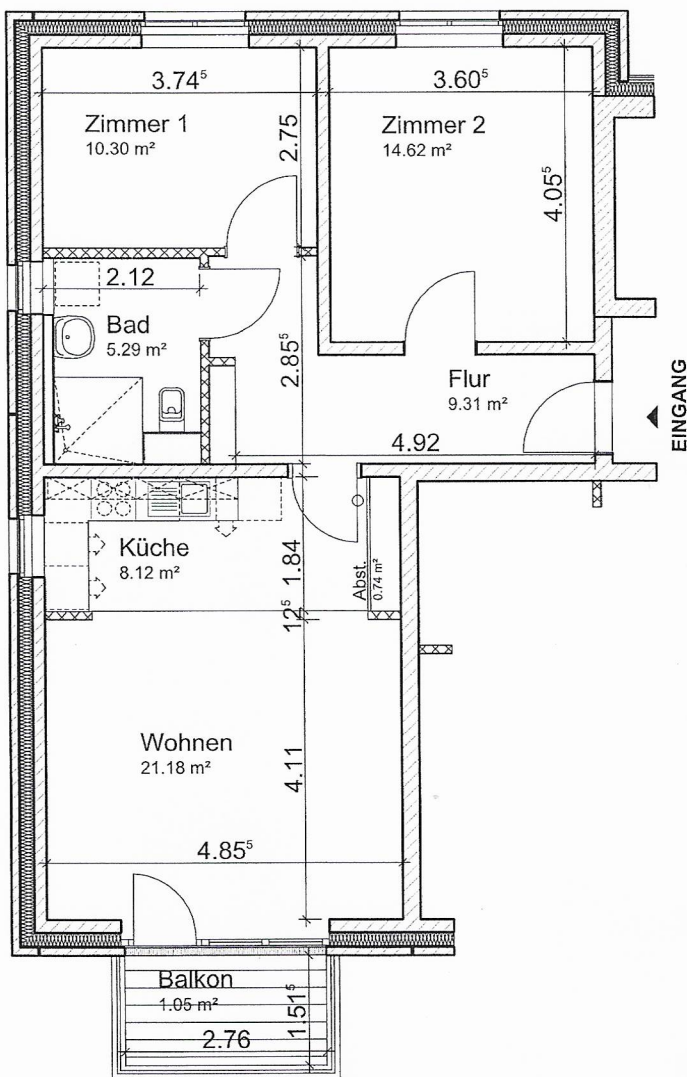 3.74⁵
3.60⁵
Zimmer 1
10.30 m²
2.75
Zimmer 2
14.62 m²
4.05⁵
2.12
Bad
5.29 m²
2.85⁵
Flur
9.31 m²
EINGANG
4.92
Küche
8.12 m²
1.84
Abst.
0.74 m²
12⁵
Wohnen
21.18 m²
4.11
4.85⁵
Balkon
1.05 m²
1.51⁵
2.76